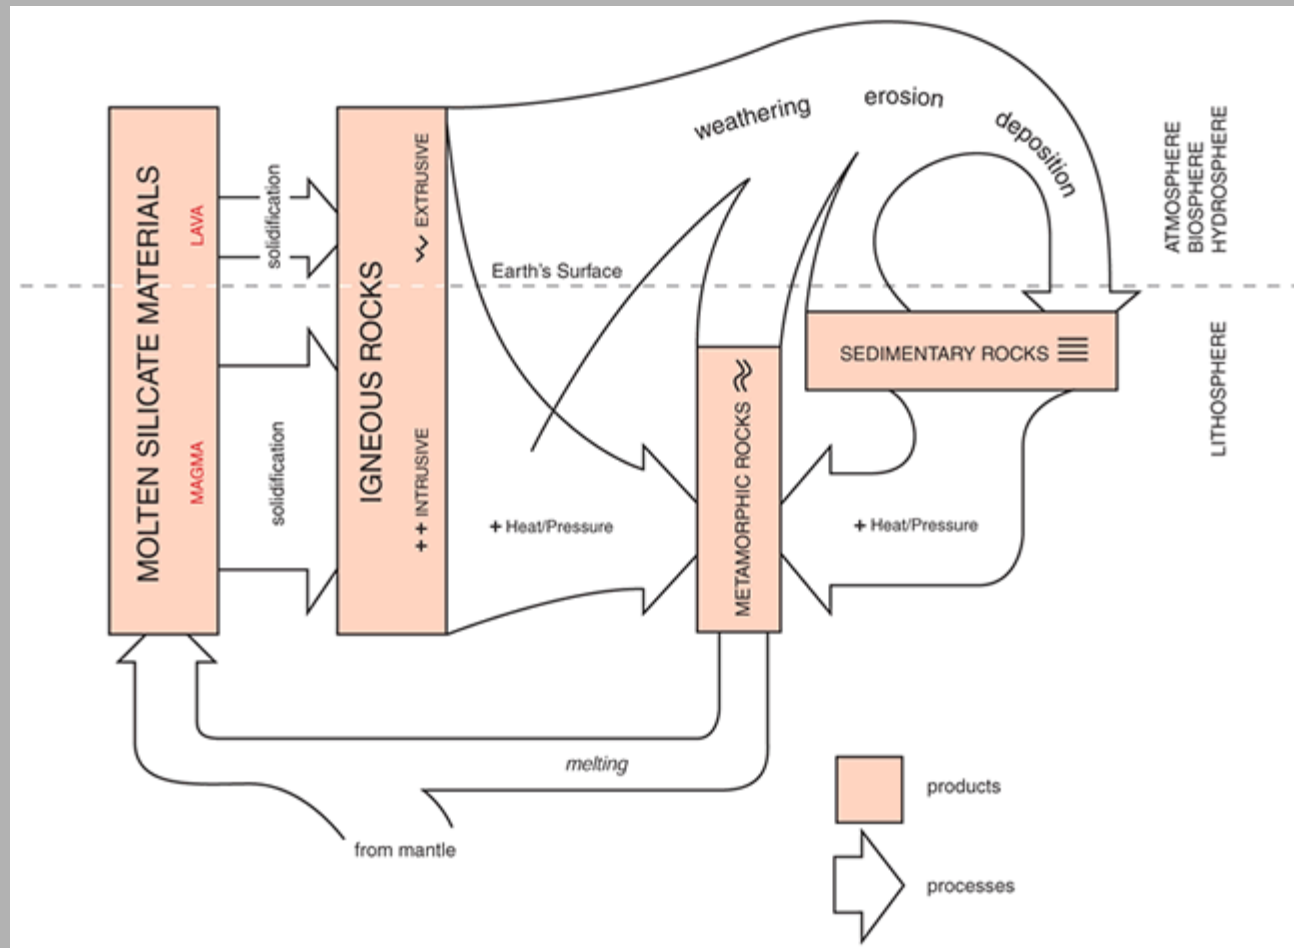 MOLTEN SILICATE MATERIALS
LAVA
MAGMA
solidification
solidification
IGNEOUS ROCKS
EXTRUSIVE
++ INTRUSIVE
weathering
erosion
deposition
Earth's Surface
ATMOSPHERE
BIOSPHERE
HYDROSPHERE
LITHOSPHERE
SEDIMENTARY ROCKS
METAMORPHIC ROCKS
+ Heat/Pressure
+ Heat/Pressure
melting
from mantle
products
processes